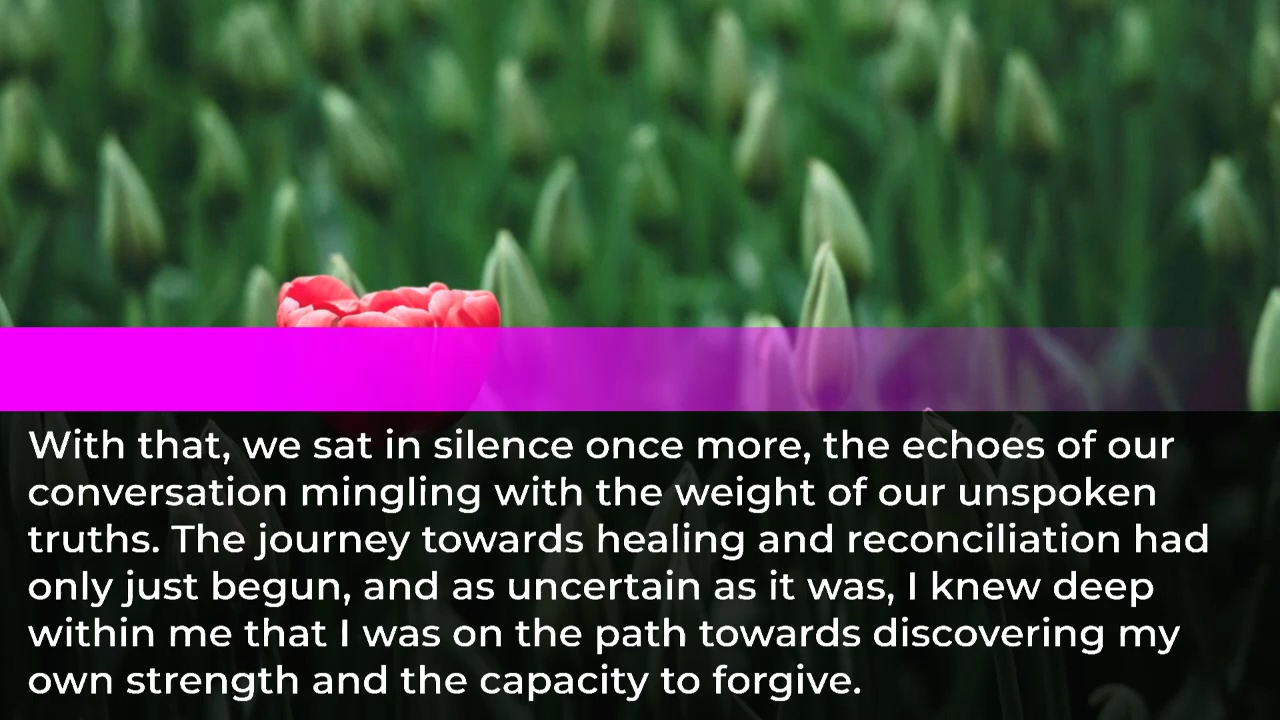 With that, we sat in silence once more, the echoes of our
conversation mingling with the weight of our unspoken
truths. The journey towards healing and reconciliation had
only just begun, and as uncertain as it was, I knew deep
within me that I was on the path towards discovering my
own strength and the capacity to forgive.